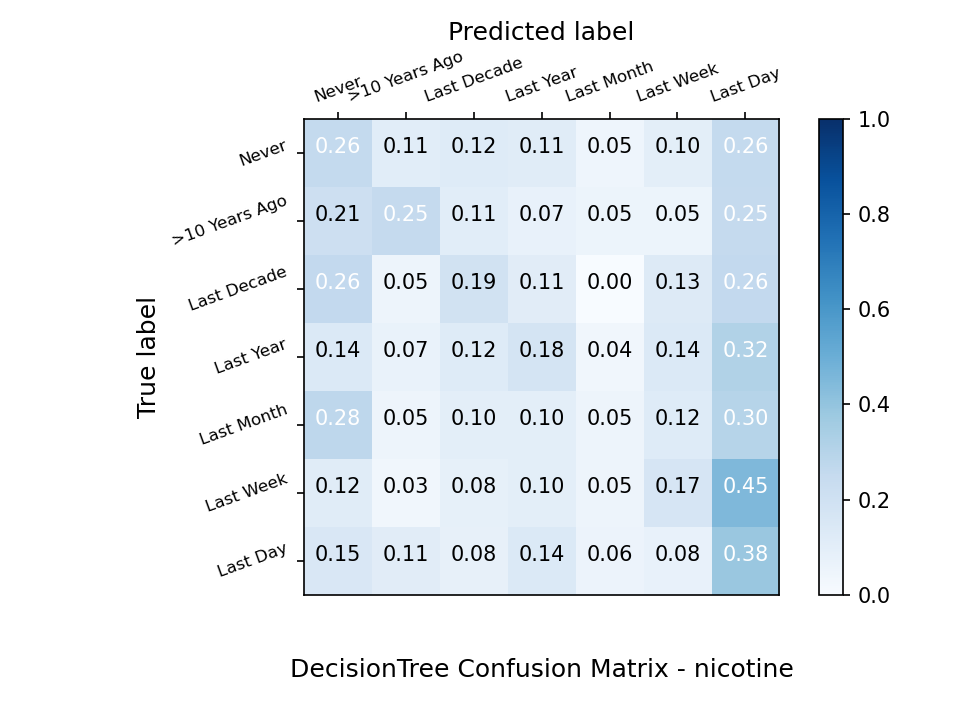 Predicted label
Never >10 Years Ago Last Decade Last Year Last Month Last Week Last Day
1.0
Never 0.26 0.11 0.12 0.11 0.05 0.10 0.26
0.8
>10 Years Ago 0.21 0.25 0.11 0.07 0.05 0.05 0.25
Last Decade 0.26 0.05 0.19 0.11 0.00 0.13 0.26
0.6
True label
Last Year 0.14 0.07 0.12 0.18 0.04 0.14 0.32
0.4
Last Month 0.28 0.05 0.10 0.10 0.05 0.12 0.30
Last Week 0.12 0.03 0.08 0.10 0.05 0.17 0.45
0.2
Last Day 0.15 0.11 0.08 0.14 0.06 0.08 0.38
0.0
DecisionTree Confusion Matrix - nicotine